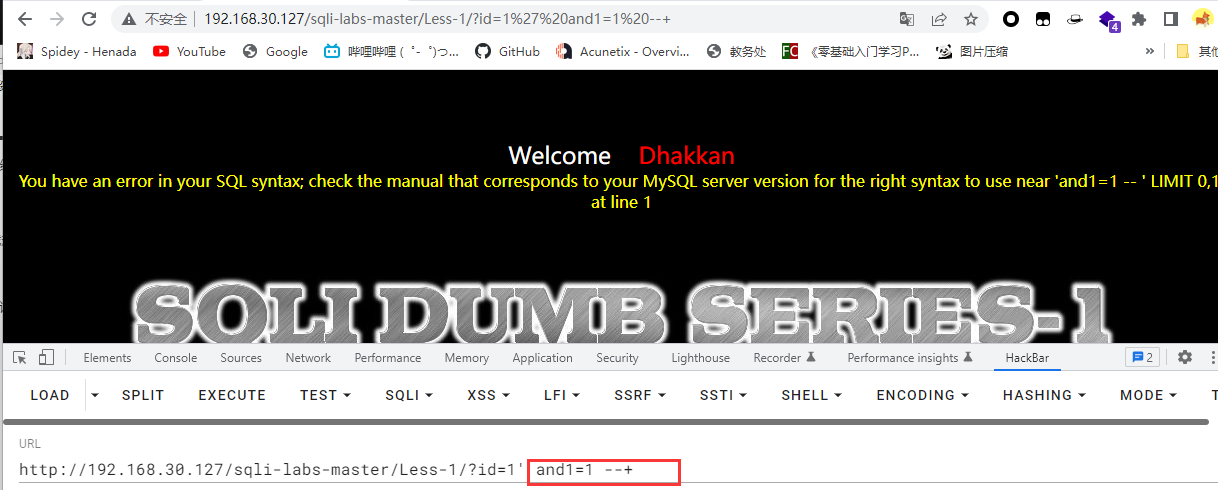 不安全 192.168.30.127/sqli-labs-master/Less-1/?id=1%27%20and1=1%20--+
4
Spidey - Henada YouTube Google 哔哩哔哩 ( ゜- ゜)つ... GitHub Acunetix - Overvi... 教务处 FC 《零基础入门学习P... 图片压缩 » 其他
Welcome Dhakkan
You have an error in your SQL syntax; check the manual that corresponds to your MySQL server version for the right syntax to use near 'and1=1 -- ' LIMIT 0,1
at line 1
SQLI DUMB SERIES-1
Elements Console Sources Network Performance Memory Application Security Lighthouse Recorder Performance insights HackBar 2
LOAD SPLIT EXECUTE TEST SQLI XSS LFI SSRF SSTI SHELL ENCODING HASHING MODE T
URL
http://192.168.30.127/sqli-labs-master/Less-1/?id=1' and1=1 --+